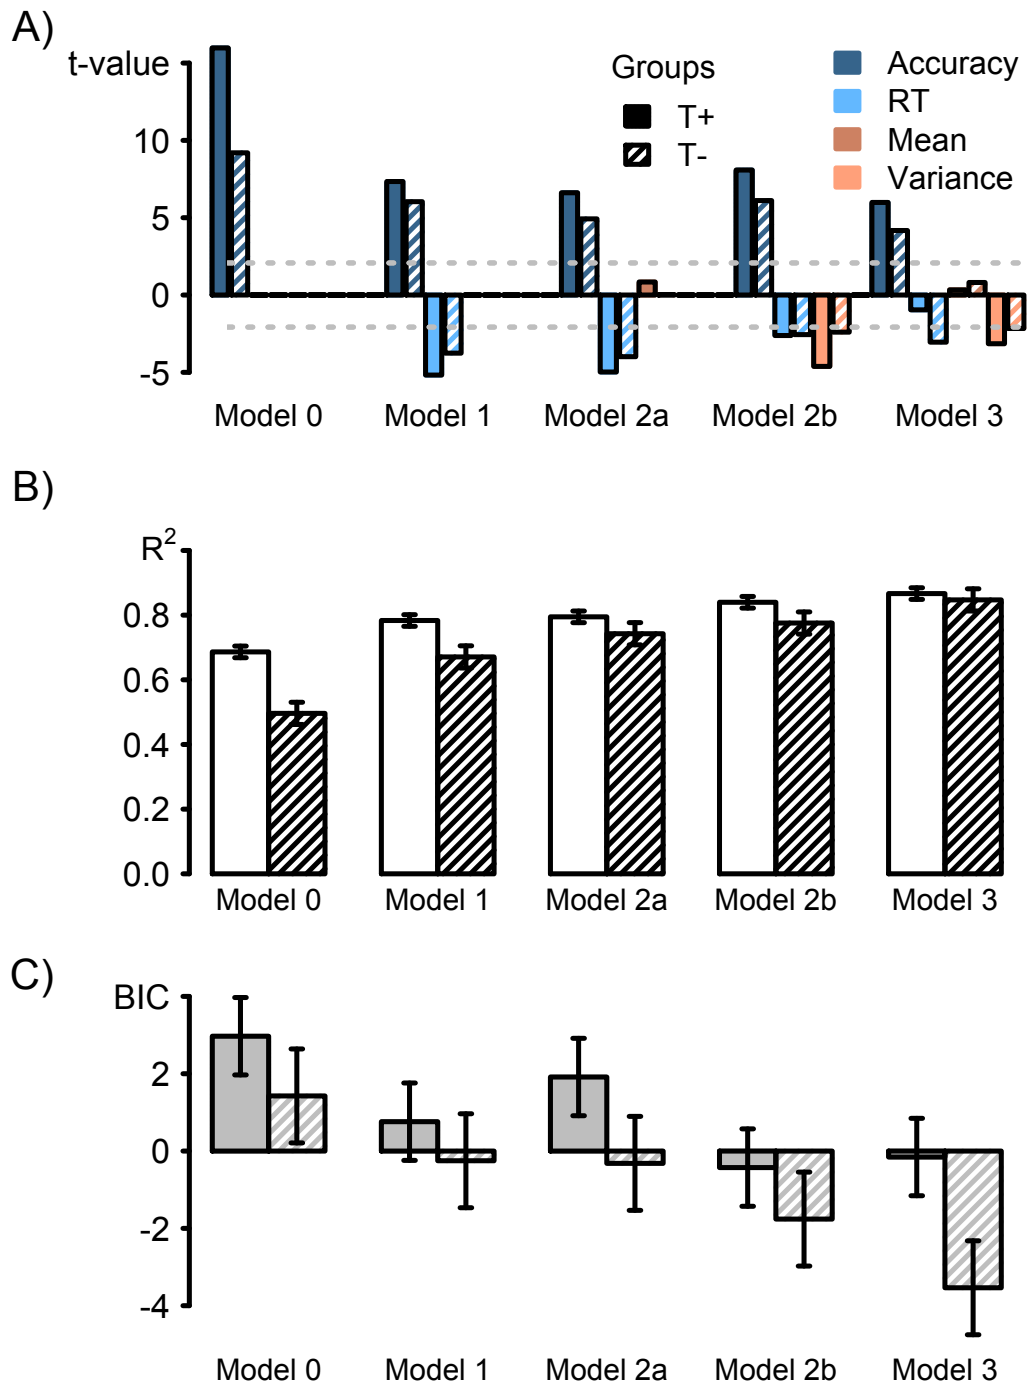 A)
t-value
Groups
T+
T-
Accuracy
RT
Mean
Variance
10
5
0
-5
Model 0 Model 1 Model 2a Model 2b Model 3
B)
R²
0.8
0.6
0.4
0.2
0.0
Model 0 Model 1 Model 2a Model 2b Model 3
C)
BIC
2
0
-2
-4
Model 0 Model 1 Model 2a Model 2b Model 3